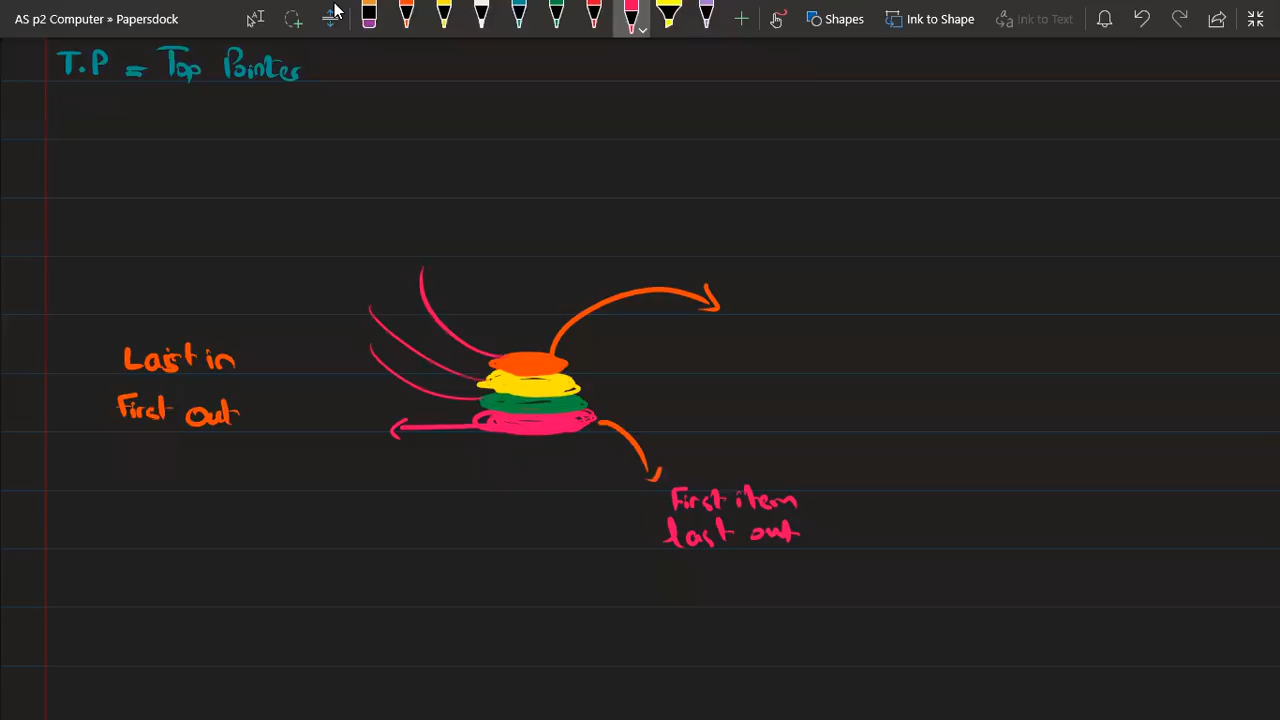 AS p2 Computer » Papersdock
Shapes
Ink to Shape
Ink to Text
T.P = Top Pointer
Last in
First out
First item
last out